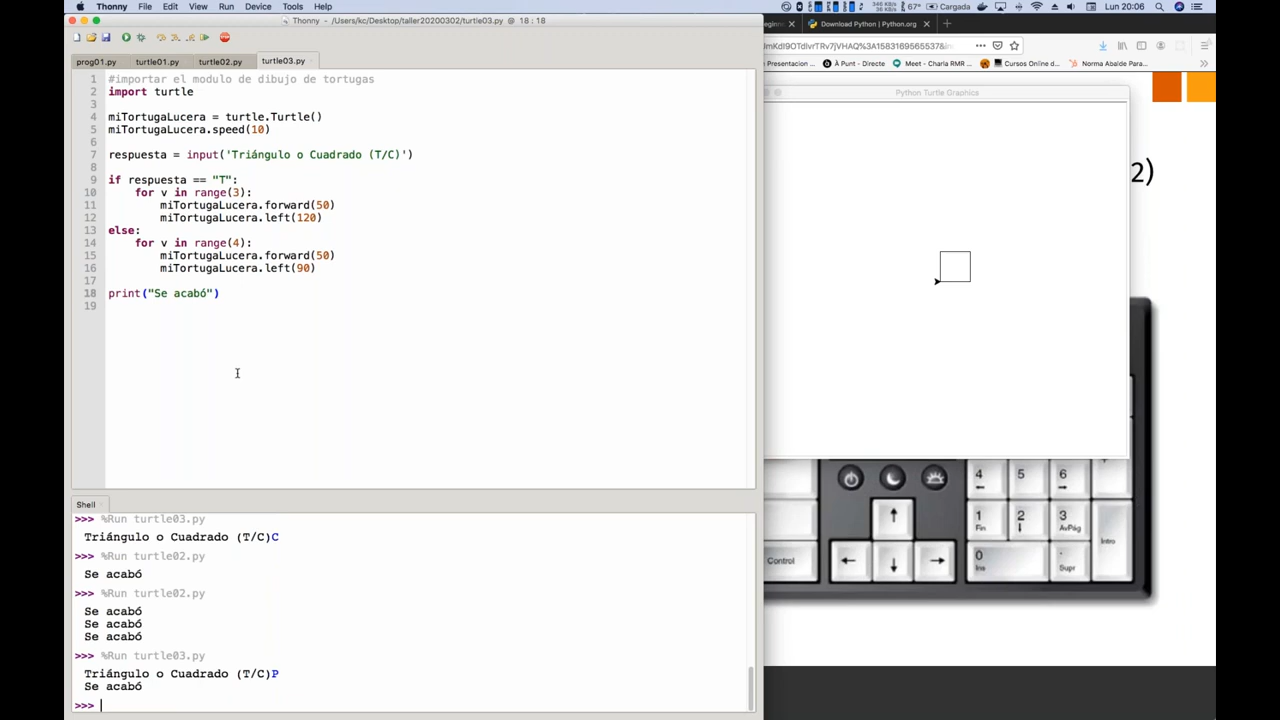 Thonny File Edit View Run Device Tools Help
67° Cargada Lun 20:06
Thonny - /Users/kc/Desktop/taller20200302/turtle03.py @ 18 : 18
Download Python | Python.org
Presentacion ... À Punt - Directe Meet - Charla RMR ... Cursos Online d... Norma Abalde Para...
prog01.py turtle01.py turtle02.py turtle03.py
1 #importar el modulo de dibujo de tortugas
2 import turtle
3
4 miTortugaLucera = turtle.Turtle()
5 miTortugaLucera.speed(10)
6
7 respuesta = input('Triángulo o Cuadrado (T/C)')
8
9 if respuesta == "T":
10 for v in range(3):
11 miTortugaLucera.forward(50)
12 miTortugaLucera.left(120)
13 else:
14 for v in range(4):
15 miTortugaLucera.forward(50)
16 miTortugaLucera.left(90)
17
18 print("Se acabó")
19
Python Turtle Graphics
2)
Shell
>>> %Run turtle03.py
Triángulo o Cuadrado (T/C)C
>>> %Run turtle02.py
Se acabó
>>> %Run turtle02.py
Se acabó
Se acabó
Se acabó
>>> %Run turtle03.py
Triángulo o Cuadrado (T/C)P
Se acabó
>>>
4 5 6
1 Fin 2 3 AvPág
Intro
Control
0 Ins . Supr